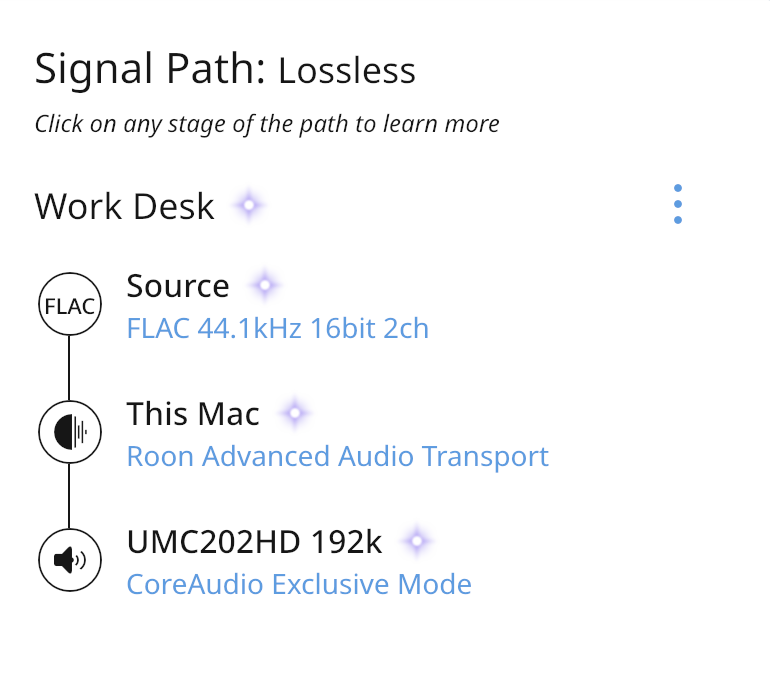 Signal Path: Lossless
Click on any stage of the path to learn more
Work Desk
FLAC
Source
FLAC 44.1kHz 16bit 2ch
This Mac
Roon Advanced Audio Transport
UMC202HD 192k
CoreAudio Exclusive Mode